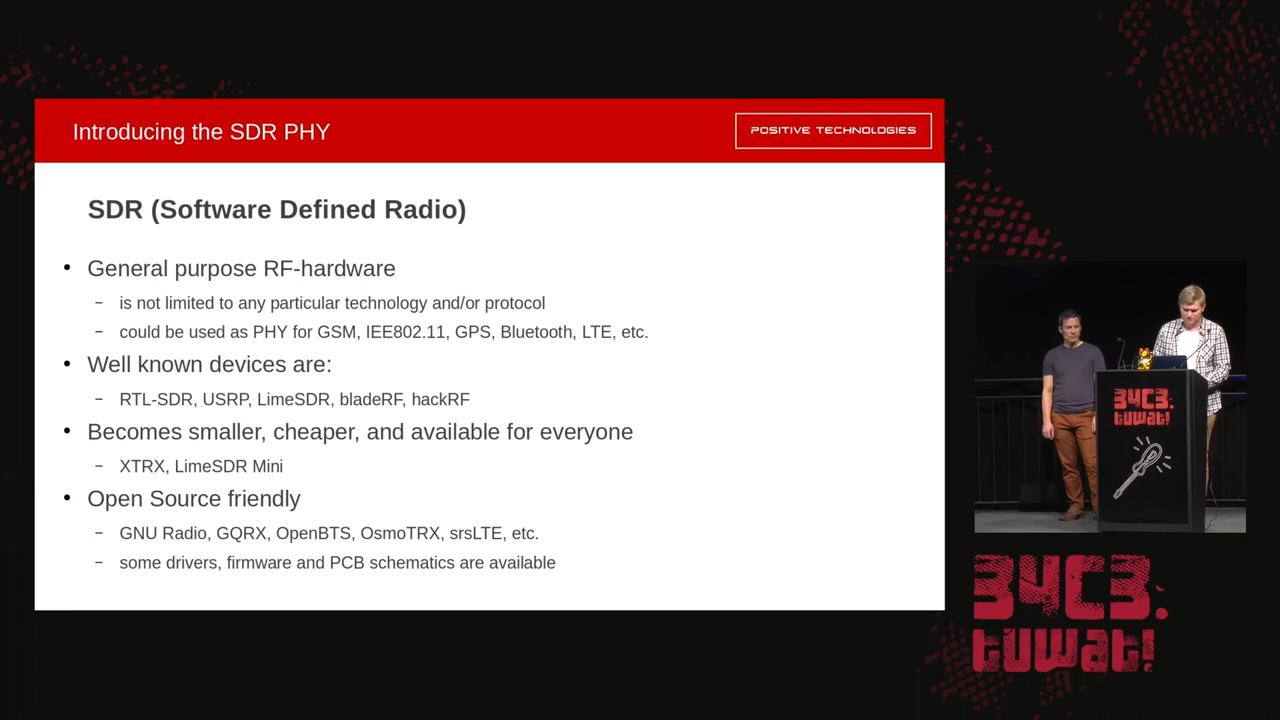 Introducing the SDR PHY
POSITIVE TECHNOLOGIES
SDR (Software Defined Radio)
• General purpose RF-hardware
– is not limited to any particular technology and/or protocol
– could be used as PHY for GSM, IEE802.11, GPS, Bluetooth, LTE, etc.
• Well known devices are:
– RTL-SDR, USRP, LimeSDR, bladeRF, hackRF
• Becomes smaller, cheaper, and available for everyone
– XTRX, LimeSDR Mini
• Open Source friendly
– GNU Radio, GQRX, OpenBTS, OsmoTRX, srsLTE, etc.
– some drivers, firmware and PCB schematics are available
34C3.
tuwat!
34C3.
tuwat!